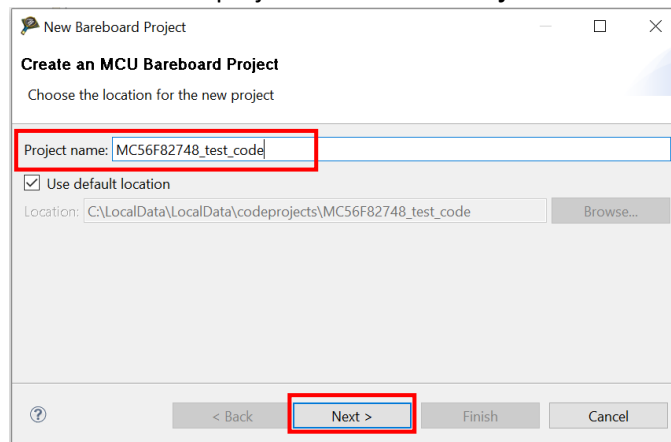 New Bareboard Project
Create an MCU Bareboard Project
Choose the location for the new project
Project name: MC56F82748_test_code
Use default location
Location: C:\LocalData\LocalData\codeprojects\MC56F82748_test_code Browse...
< Back Next > Finish Cancel